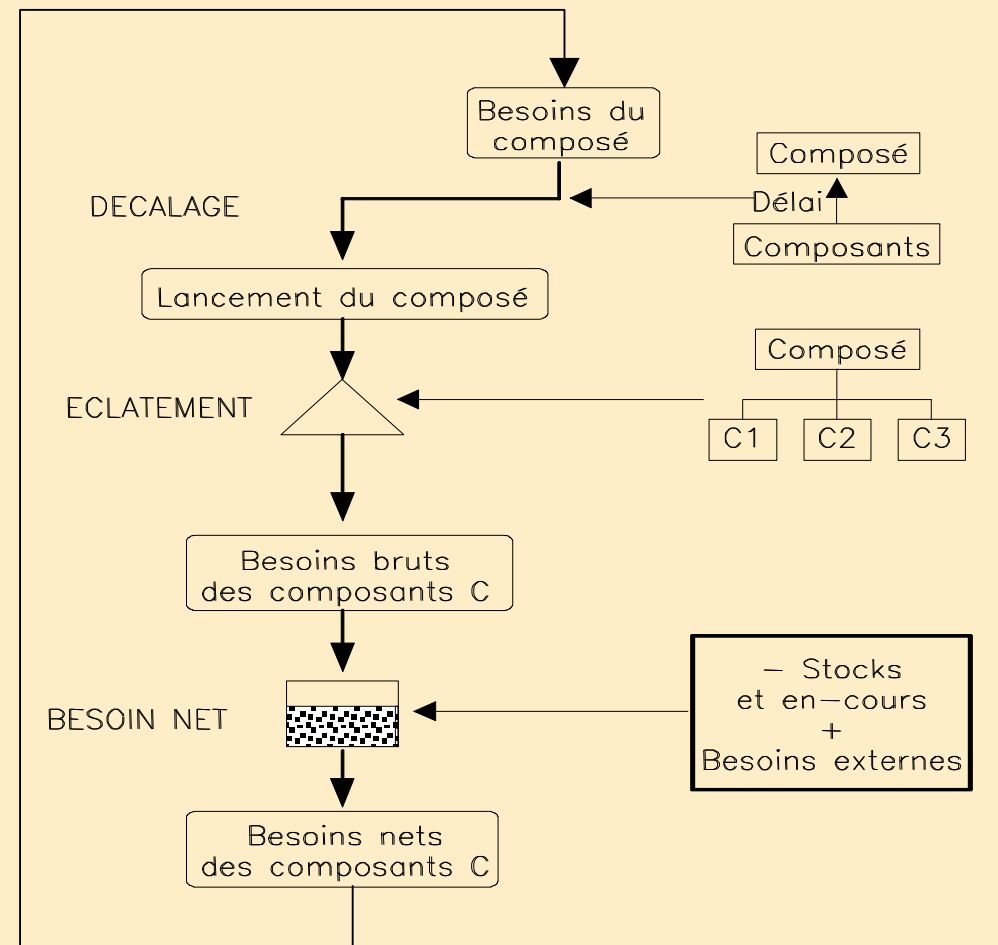 Besoins du
composé
Composé
DECALAGE
Délai
Composants
Lancement du composé
Composé
ECLATEMENT
C1
C2
C3
Besoins bruts
des composants C
– Stocks
et en–cours
+
Besoins externes
BESOIN NET
Besoins nets
des composants C